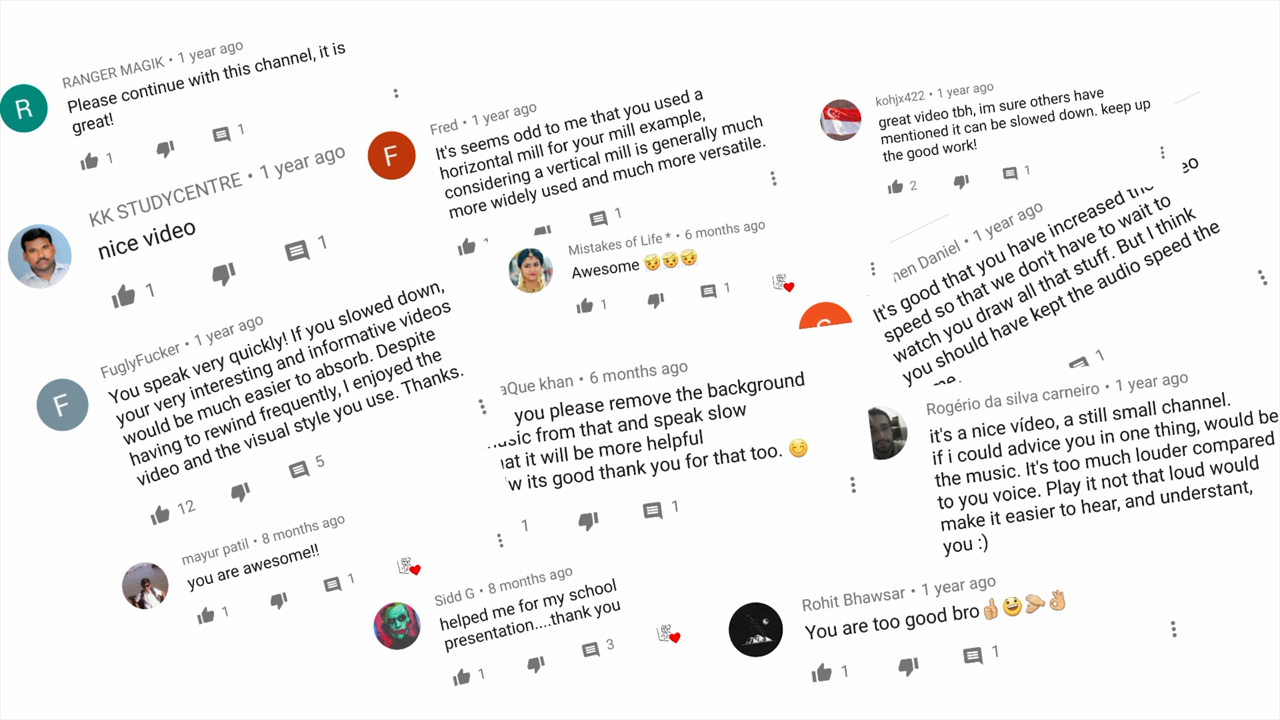 RANGER MAGIK • 1 year ago
Please continue with this channel, it is
great!
R
1
1
KK STUDYCENTRE • 1 year ago
nice video
1
1
FuglyFucker • 1 year ago
You speak very quickly! If you slowed down,
your very interesting and informative videos
would be much easier to absorb. Despite
having to rewind frequently, I enjoyed the
video and the visual style you use. Thanks.
F
12
5
mayur patil • 8 months ago
you are awesome!!
1
1
Fred • 1 year ago
It's seems odd to me that you used a
horizontal mill for your mill example,
considering a vertical mill is generally much
more widely used and much more versatile.
F
1
Mistakes of Life * • 6 months ago
Awesome 😇😇😇
1
1
aQue khan • 6 months ago
you please remove the background
from that and speak slow
it will be more helpful
its good thank you for that too. 😊
1
1
Sidd G • 8 months ago
helped me for my school
presentation....thank you
1
3
kohjx422 • 1 year ago
great video tbh, im sure others have
mentioned it can be slowed down. keep up
the good work!
2
1
Daniel • 1 year ago
It's good that you have increased the
speed so that we don't have to wait to
watch you draw all that stuff. But I think
you should have kept the audio speed the
1
Rogério da silva carneiro • 1 year ago
it's a nice vídeo, a still small channel.
if i could advice you in one thing, would be
the music. It's too much louder compared
to you voice. Play it not that loud would
make it easier to hear, and understant,
you :)
Rohit Bhawsar • 1 year ago
You are too good bro👍😃🫴👌
1
1